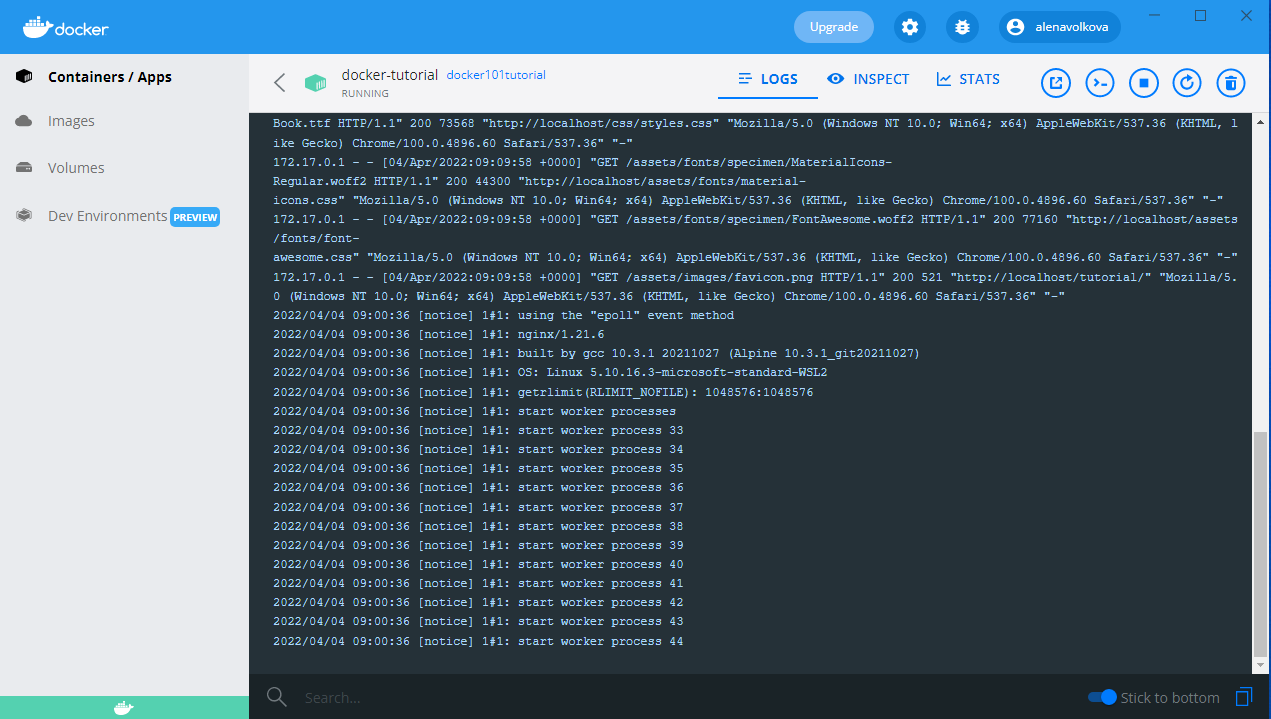 docker
Upgrade
alenavolkova
Containers / Apps
Images
Volumes
Dev Environments PREVIEW
docker-tutorial docker101tutorial
RUNNING
LOGS
INSPECT
STATS
Book.ttf HTTP/1.1" 200 73568 "http://localhost/css/styles.css" "Mozilla/5.0 (Windows NT 10.0; Win64; x64) AppleWebKit/537.36 (KHTML, l
ike Gecko) Chrome/100.0.4896.60 Safari/537.36" "-"
172.17.0.1 - - [04/Apr/2022:09:09:58 +0000] "GET /assets/fonts/specimen/MaterialIcons-
Regular.woff2 HTTP/1.1" 200 44300 "http://localhost/assets/fonts/material-
icons.css" "Mozilla/5.0 (Windows NT 10.0; Win64; x64) AppleWebKit/537.36 (KHTML, like Gecko) Chrome/100.0.4896.60 Safari/537.36" "-"
172.17.0.1 - - [04/Apr/2022:09:09:58 +0000] "GET /assets/fonts/specimen/FontAwesome.woff2 HTTP/1.1" 200 77160 "http://localhost/assets
/fonts/font-
awesome.css" "Mozilla/5.0 (Windows NT 10.0; Win64; x64) AppleWebKit/537.36 (KHTML, like Gecko) Chrome/100.0.4896.60 Safari/537.36" "-"
172.17.0.1 - - [04/Apr/2022:09:09:58 +0000] "GET /assets/images/favicon.png HTTP/1.1" 200 521 "http://localhost/tutorial/" "Mozilla/5.
0 (Windows NT 10.0; Win64; x64) AppleWebKit/537.36 (KHTML, like Gecko) Chrome/100.0.4896.60 Safari/537.36" "-"
2022/04/04 09:00:36 [notice] 1#1: using the "epoll" event method
2022/04/04 09:00:36 [notice] 1#1: nginx/1.21.6
2022/04/04 09:00:36 [notice] 1#1: built by gcc 10.3.1 20211027 (Alpine 10.3.1_git20211027)
2022/04/04 09:00:36 [notice] 1#1: OS: Linux 5.10.16.3-microsoft-standard-WSL2
2022/04/04 09:00:36 [notice] 1#1: getrlimit(RLIMIT_NOFILE): 1048576:1048576
2022/04/04 09:00:36 [notice] 1#1: start worker processes
2022/04/04 09:00:36 [notice] 1#1: start worker process 33
2022/04/04 09:00:36 [notice] 1#1: start worker process 34
2022/04/04 09:00:36 [notice] 1#1: start worker process 35
2022/04/04 09:00:36 [notice] 1#1: start worker process 36
2022/04/04 09:00:36 [notice] 1#1: start worker process 37
2022/04/04 09:00:36 [notice] 1#1: start worker process 38
2022/04/04 09:00:36 [notice] 1#1: start worker process 39
2022/04/04 09:00:36 [notice] 1#1: start worker process 40
2022/04/04 09:00:36 [notice] 1#1: start worker process 41
2022/04/04 09:00:36 [notice] 1#1: start worker process 42
2022/04/04 09:00:36 [notice] 1#1: start worker process 43
2022/04/04 09:00:36 [notice] 1#1: start worker process 44
Search...
Stick to bottom